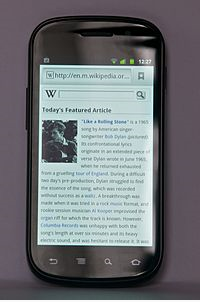 12:27
http://en.m.wikipedia.or...
W
Today's Featured Article
"Like a Rolling Stone" is a 1965
song by American singer-
songwriter Bob Dylan (pictured).
Its confrontational lyrics
originate in an extended piece of
verse Dylan wrote in June 1965,
when he returned exhausted
from a gruelling tour of England. During a difficult
two day's pre-production, Dylan struggled to find
the essence of the song, which was recorded
without success as a waltz. A breakthrough was
made when it was tried in a rock music format, and
rookie session musician Al Kooper improvised the
organ riff for which the track is known. However,
Columbia Records was unhappy with both the
song's length at over six minutes and its heavy
electric sound, and was hesitant to release it. It was